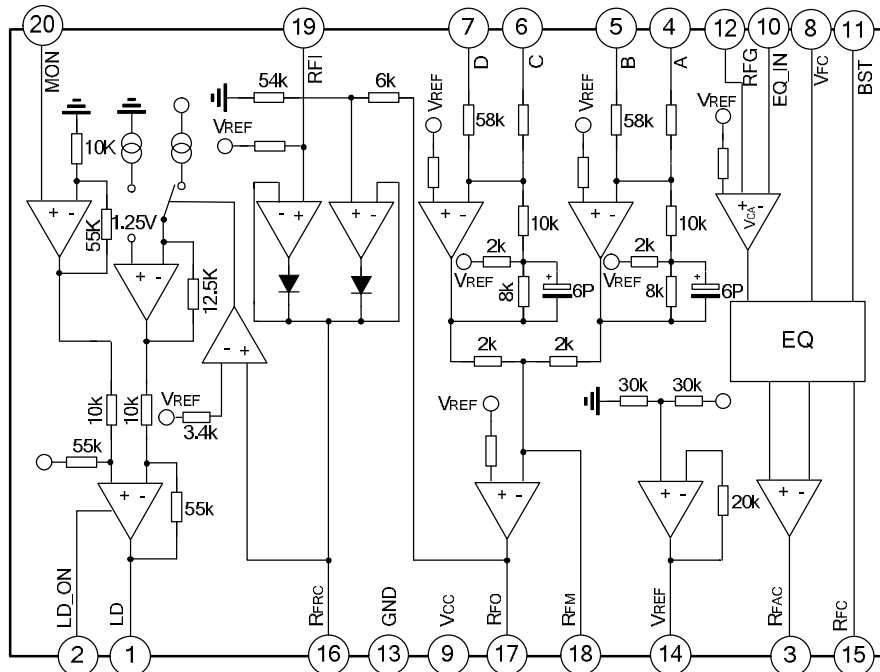 20 19 7 6 5 4 12 10 8 11
MON RFI D C B A RFG EQ_IN VFC BST
54k 6k
VREF VREF VREF VREF
10K 58k 58k
55K 1.25V 12.5K
+ - + - - + + - + - + - + -
VCA
10k 10k
2k 2k
VREF VREF
8k + 6P 8k + 6P
- +
EQ
2k 2k
10k 10k VREF 3.4k VREF 30k 30k
55k
+ - + - + - + -
55k 20k
LD_ON LD RFRC GND VCC RFO RFM VREF RFAC RFC
2 1 16 13 9 17 18 14 3 15